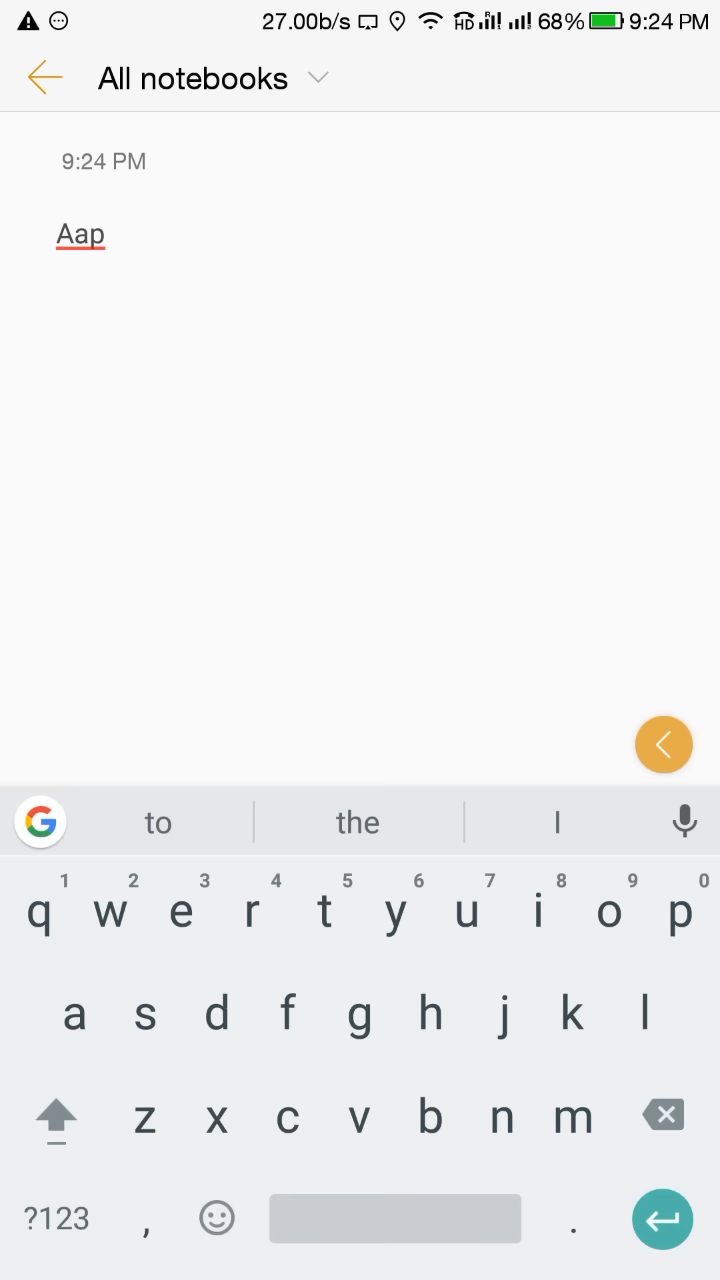 27.00b/s HD R 68% 9:24 PM
All notebooks
9:24 PM
Aap
G to the I
1 2 3 4 5 6 7 8 9 0
q w e r t y u i o p
a s d f g h j k l
z x c v b n m
?123 , .